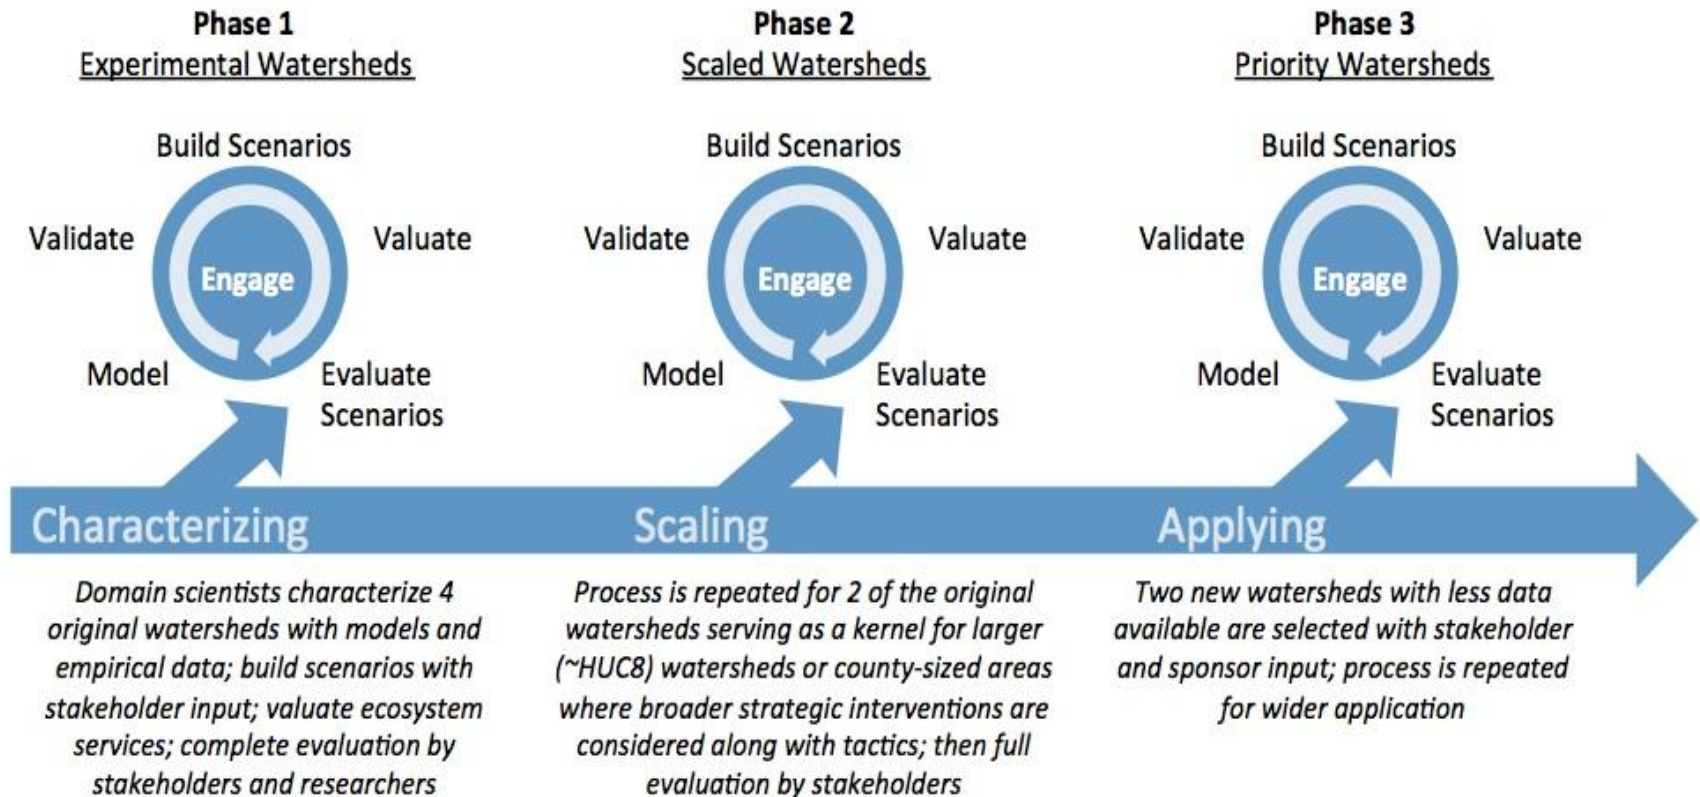 Phase 1
Experimental Watersheds
Build Scenarios
Validate
Valuate
Engage
Model
Evaluate
Scenarios
Phase 2
Scaled Watersheds
Build Scenarios
Validate
Valuate
Engage
Model
Evaluate
Scenarios
Phase 3
Priority Watersheds
Build Scenarios
Validate
Valuate
Engage
Model
Evaluate
Scenarios
Characterizing
Domain scientists characterize 4
original watersheds with models and
empirical data; build scenarios with
stakeholder input; valuate ecosystem
services; complete evaluation by
stakeholders and researchers
Scaling
Process is repeated for 2 of the original
watersheds serving as a kernel for larger
(~HUC8) watersheds or county-sized areas
where broader strategic interventions are
considered along with tactics; then full
evaluation by stakeholders
Applying
Two new watersheds with less data
available are selected with stakeholder
and sponsor input; process is repeated
for wider application